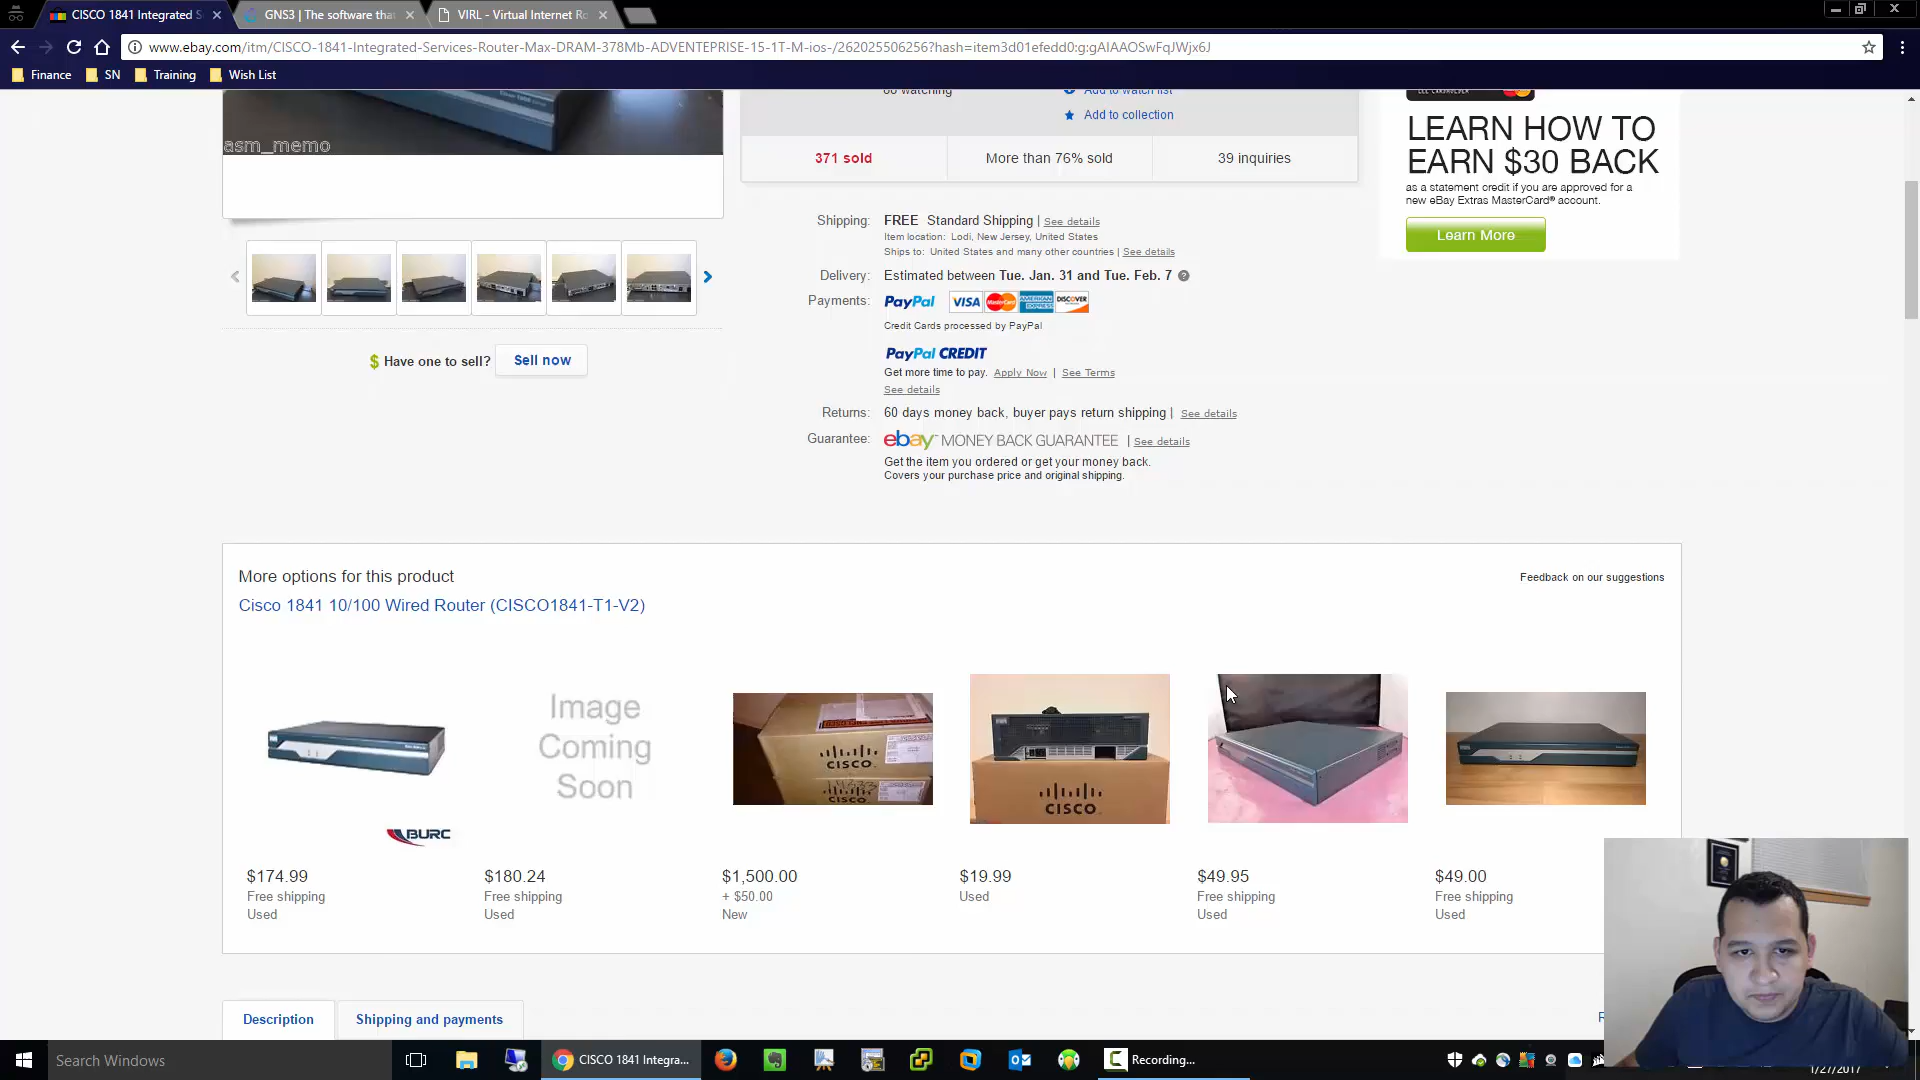 CISCO 1841 Integrated S
GNS3 | The software tha
VIRL - Virtual Internet Ro
www.ebay.com/itm/CISCO-1841-Integrated-Services-Router-Max-DRAM-378Mb-ADVENTEPRISE-15-1T-M-ios-/262025506256?hash=item3d01efedd0:g:gAIAAOSwFqJWjx6J
Finance
SN
Training
Wish List
asm_memo
watching
Add to watch list
Add to collection
371 sold
More than 76% sold
39 inquiries
LEARN HOW TO
EARN $30 BACK
as a statement credit if you are approved for a
new eBay Extras MasterCard® account.
Learn More
Shipping: FREE Standard Shipping | See details
Item location: Lodi, New Jersey, United States
Ships to: United States and many other countries | See details
Delivery: Estimated between Tue. Jan. 31 and Tue. Feb. 7
Payments: PayPal VISA MasterCard AMERICAN EXPRESS DISCOVER
Credit Cards processed by PayPal
PayPal CREDIT
Get more time to pay. Apply Now | See Terms
See details
Returns: 60 days money back, buyer pays return shipping | See details
Guarantee: ebay MONEY BACK GUARANTEE | See details
Get the item you ordered or get your money back.
Covers your purchase price and original shipping.
$ Have one to sell? Sell now
More options for this product
Feedback on our suggestions
Cisco 1841 10/100 Wired Router (CISCO1841-T1-V2)
Image
Coming
Soon
CISCO
CISCO
CISCO
BURC
$174.99
Free shipping
Used
$180.24
Free shipping
Used
$1,500.00
+ $50.00
New
$19.99
Used
$49.95
Free shipping
Used
$49.00
Free shipping
Used
Description
Shipping and payments
Search Windows
CISCO 1841 Integra...
Recording...
1/27/2017